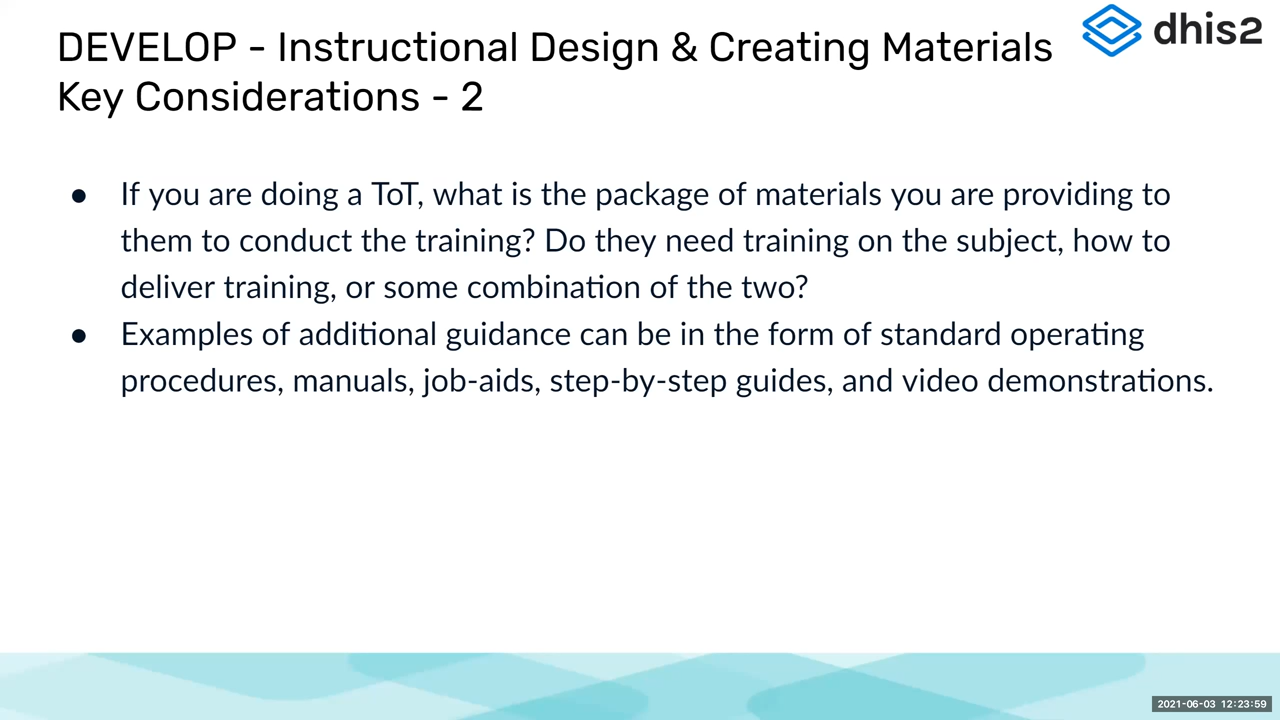 DEVELOP - Instructional Design & Creating Materials
Key Considerations - 2
dhis2
● If you are doing a ToT, what is the package of materials you are providing to
them to conduct the training? Do they need training on the subject, how to
deliver training, or some combination of the two?
● Examples of additional guidance can be in the form of standard operating
procedures, manuals, job-aids, step-by-step guides, and video demonstrations.
2021-06-03 12:23:59